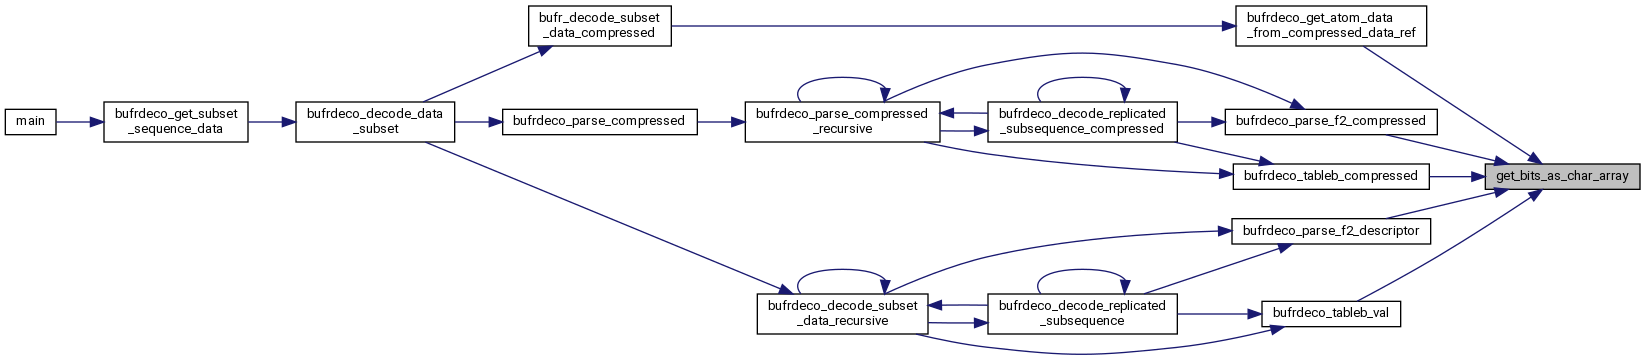 bufr_decode_subset
_data_compressed
bufrdeco_get_atom_data
_from_compressed_data_ref
main
bufrdeco_get_subset
_sequence_data
bufrdeco_decode_data
_subset
bufrdeco_parse_compressed
bufrdeco_parse_compressed
_recursive
bufrdeco_decode_replicated
_subsequence_compressed
bufrdeco_parse_f2_compressed
bufrdeco_tableb_compressed
get_bits_as_char_array
bufrdeco_parse_f2_descriptor
bufrdeco_decode_subset
_data_recursive
bufrdeco_decode_replicated
_subsequence
bufrdeco_tableb_val